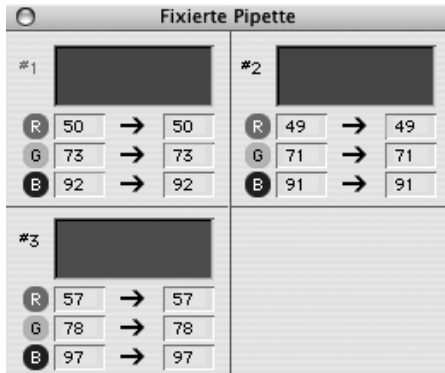 Fixierte Pipette
#1
R 50 → 50
G 73 → 73
B 92 → 92
#2
R 49 → 49
G 71 → 71
B 91 → 91
#3
R 57 → 57
G 78 → 78
B 97 → 97